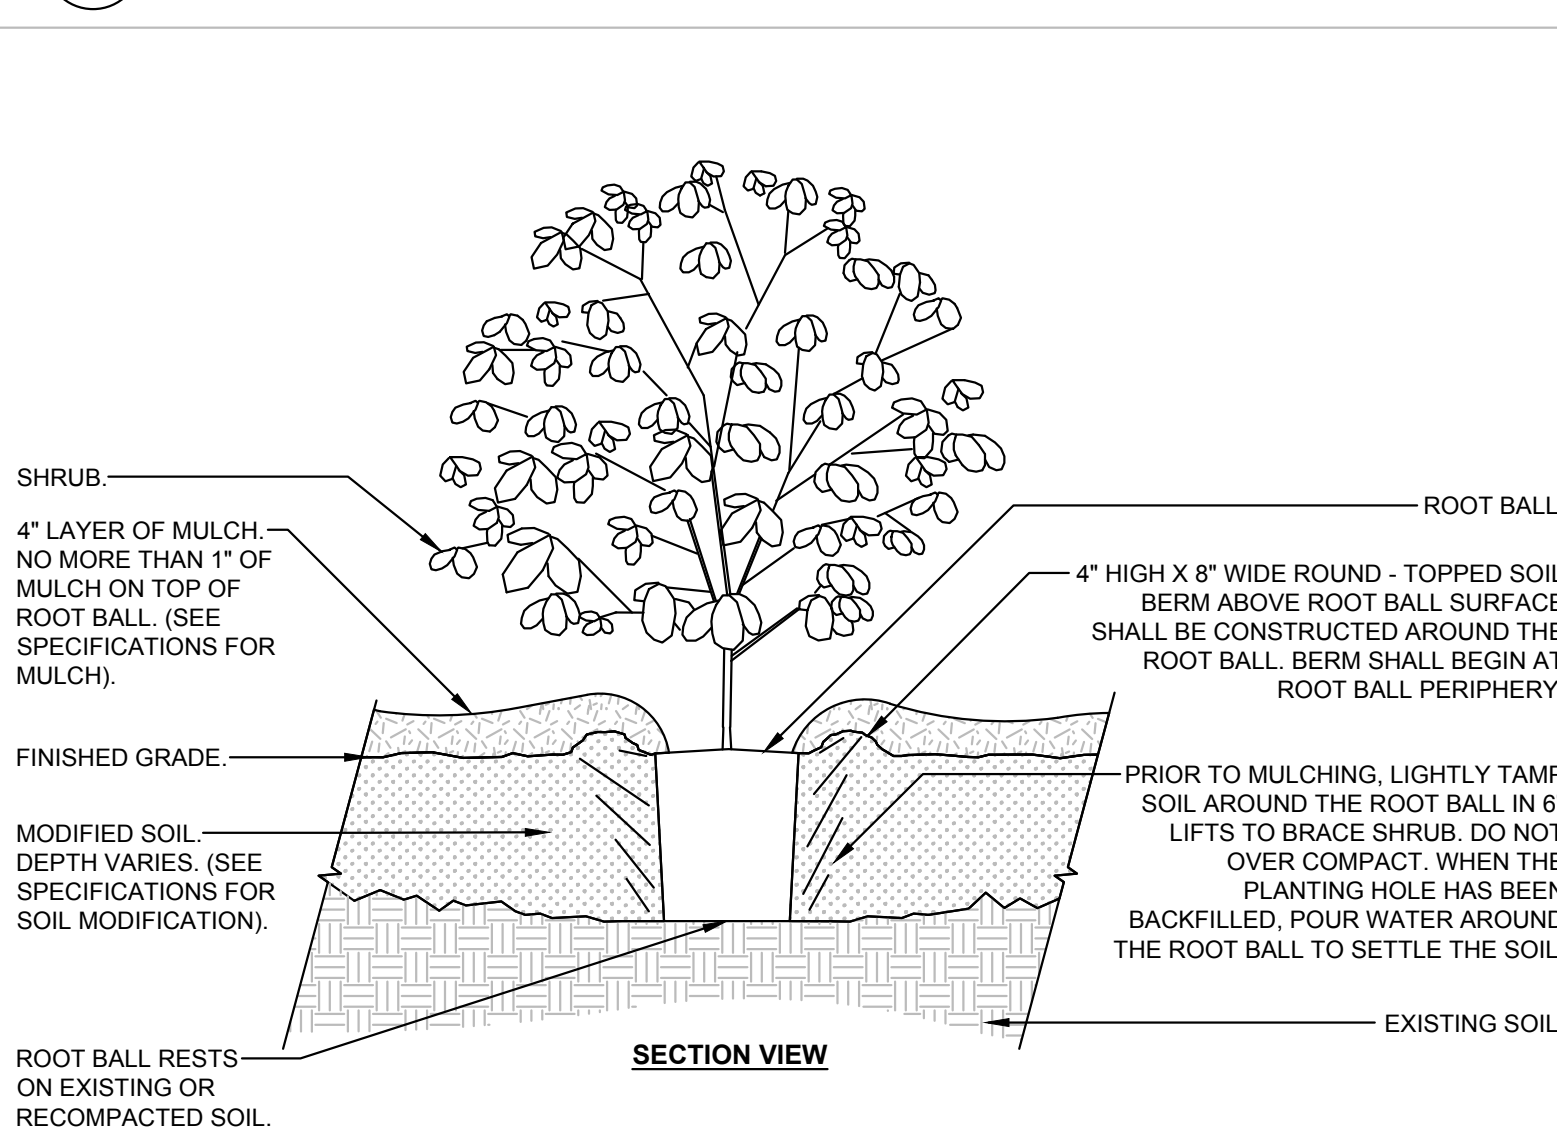 SHRUB.
4" LAYER OF MULCH.
NO MORE THAN 1" OF
MULCH ON TOP OF
ROOT BALL. (SEE
SPECIFICATIONS FOR
MULCH).
FINISHED GRADE.
MODIFIED SOIL.
DEPTH VARIES. (SEE
SPECIFICATIONS FOR
SOIL MODIFICATION).
ROOT BALL RESTS
ON EXISTING OR
RECOMPACTED SOIL.
SECTION VIEW
ROOT BALL
4" HIGH X 8" WIDE ROUND - TOPPED SOIL
BERM ABOVE ROOT BALL SURFACE
SHALL BE CONSTRUCTED AROUND THE
ROOT BALL. BERM SHALL BEGIN AT
ROOT BALL PERIPHERY
PRIOR TO MULCHING, LIGHTLY TAMP
SOIL AROUND THE ROOT BALL IN 6"
LIFTS TO BRACE SHRUB. DO NOT
OVER COMPACT. WHEN THE
PLANTING HOLE HAS BEEN
BACKFILLED, POUR WATER AROUND
THE ROOT BALL TO SETTLE THE SOIL
EXISTING SOIL